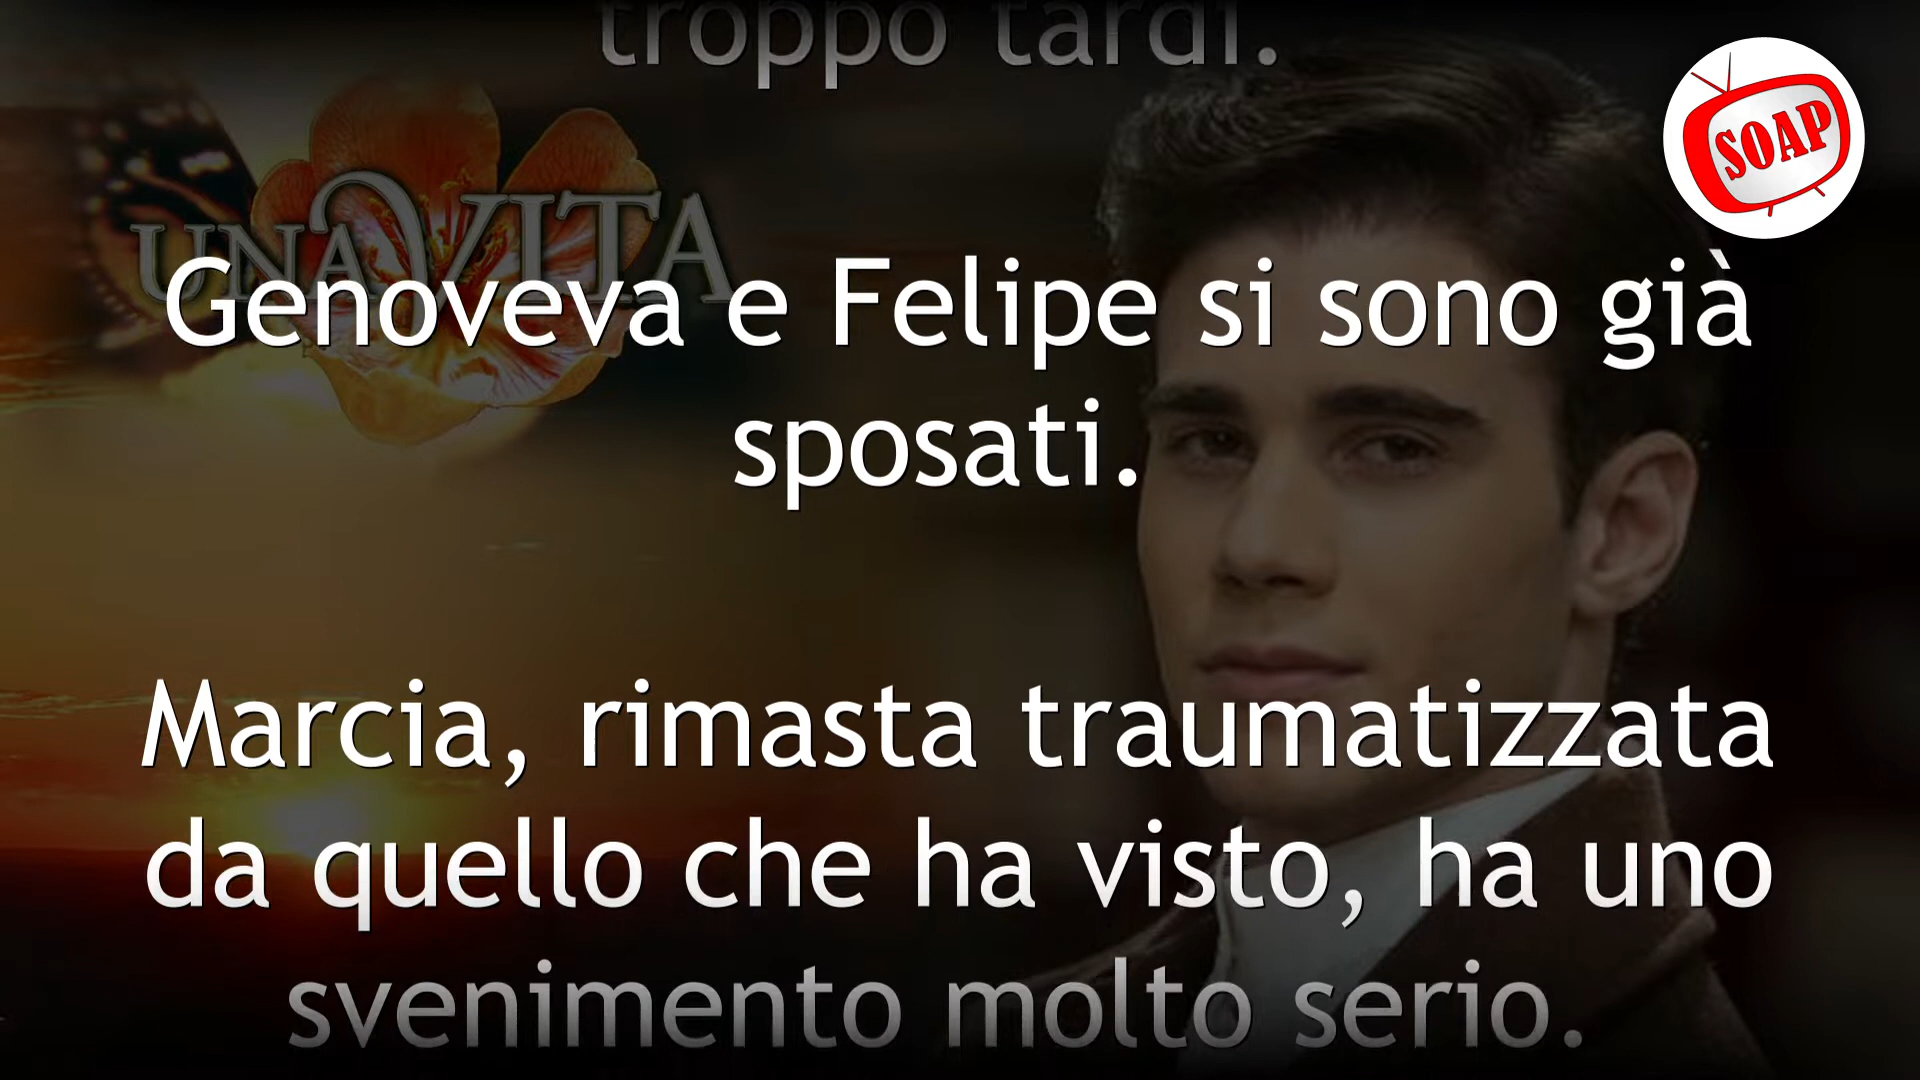 troppo tardi.
SOAP
UNA VITA
Genoveva e Felipe si sono già
sposati.
Marcia, rimasta traumatizzata
da quello che ha visto, ha uno
svenimento molto serio.